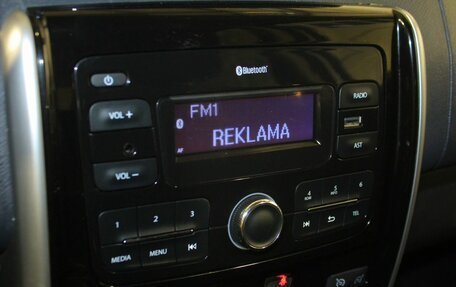 Bluetooth
FM1
REKLAMA
AF
VOL +
VOL −
RADIO
AST
1 2 3
4 5 6
MEDIA MENU
TEL